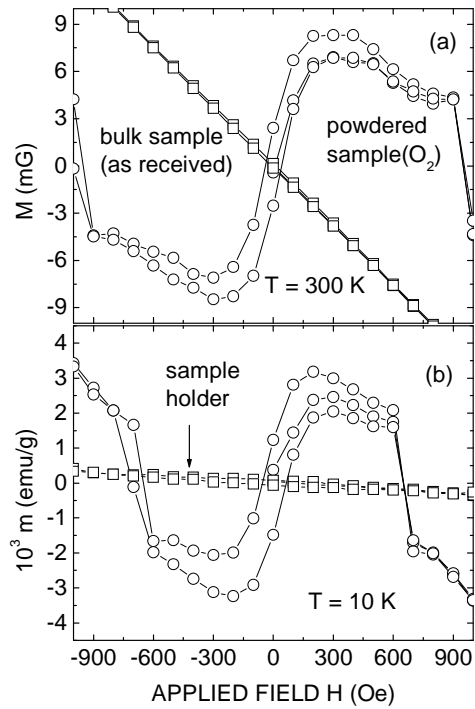 9
6
3
0
-3
-6
-9
M (mG)
(a)
bulk sample
(as received)
powdered
sample(O₂)
T = 300 K
4
3
2
1
0
-1
-2
-3
-4
10³ m (emu/g)
(b)
sample
holder
T = 10 K
-900 -600 -300 0 300 600 900
APPLIED FIELD H (Oe)